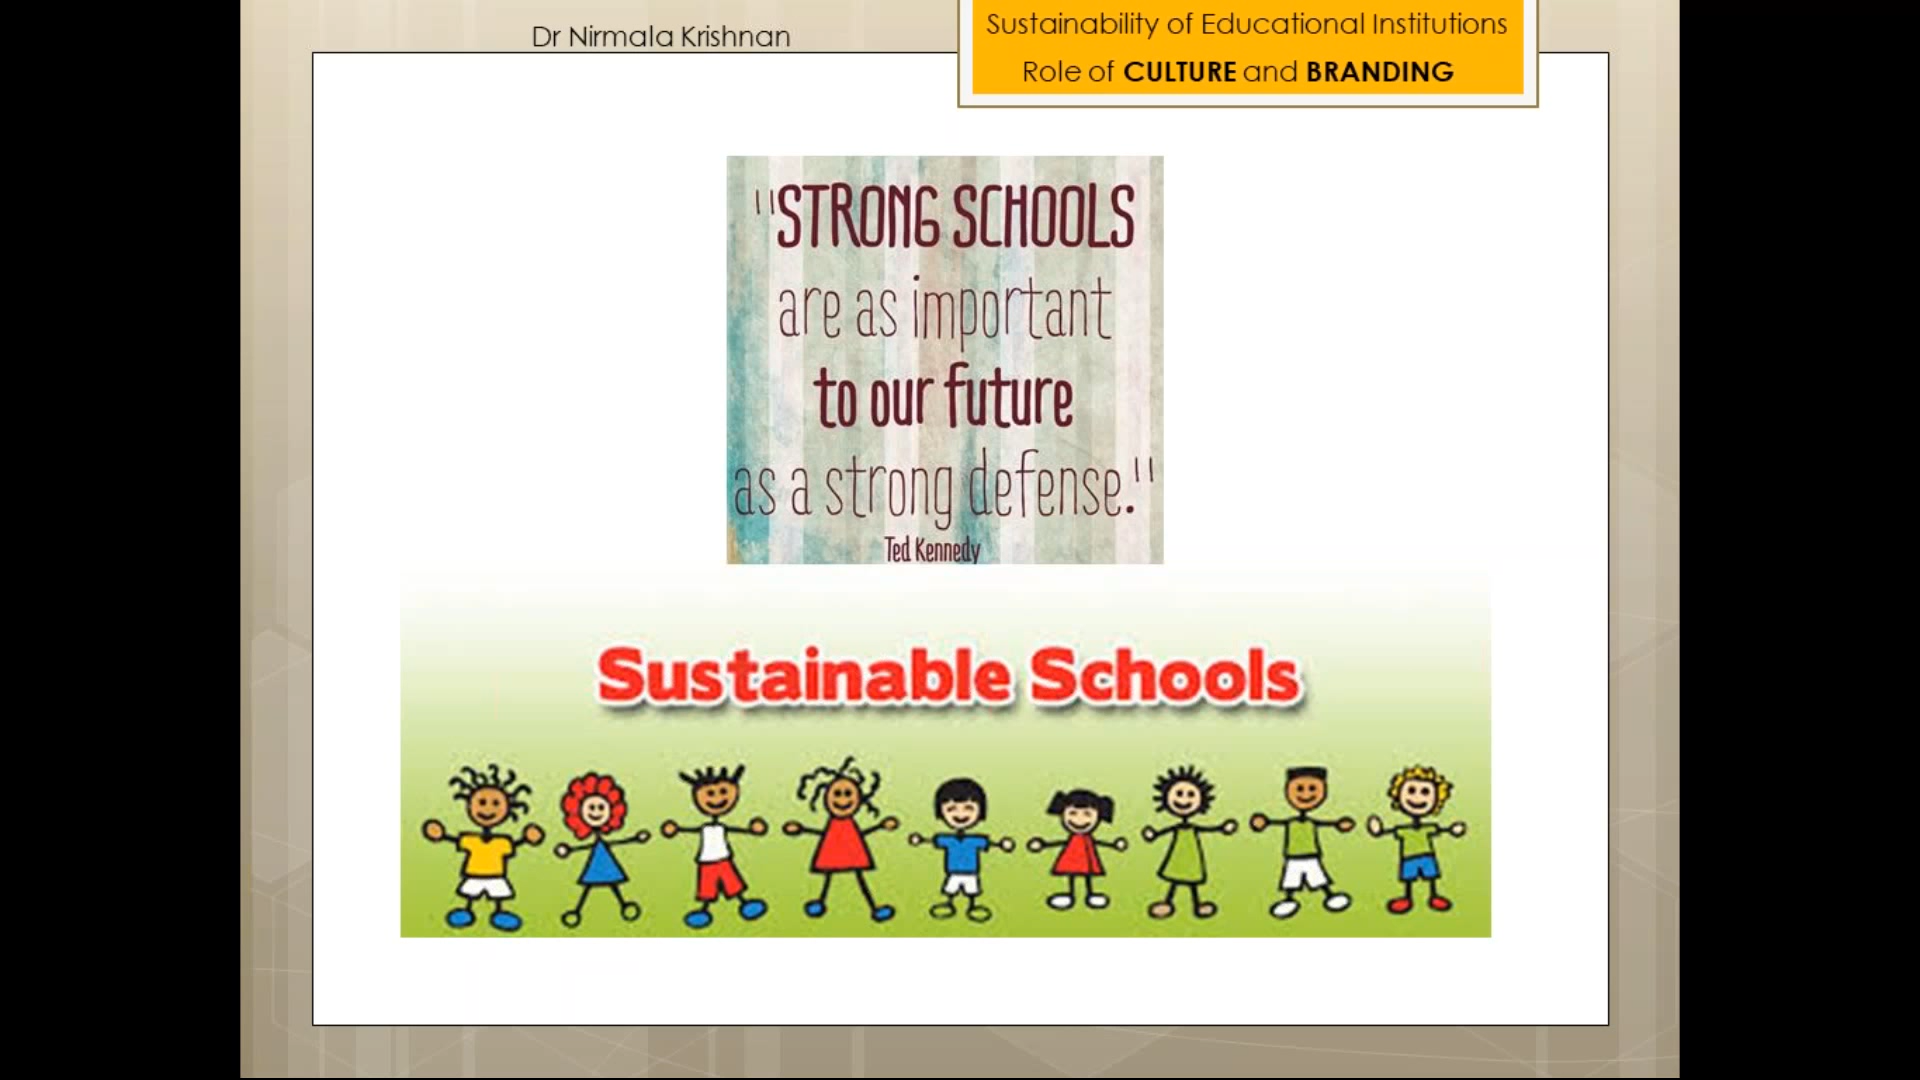 Dr Nirmala Krishnan
Sustainability of Educational Institutions
Role of CULTURE and BRANDING
"STRONG SCHOOLS
are as important
to our future
as a strong defense."
Ted Kennedy
Sustainable Schools